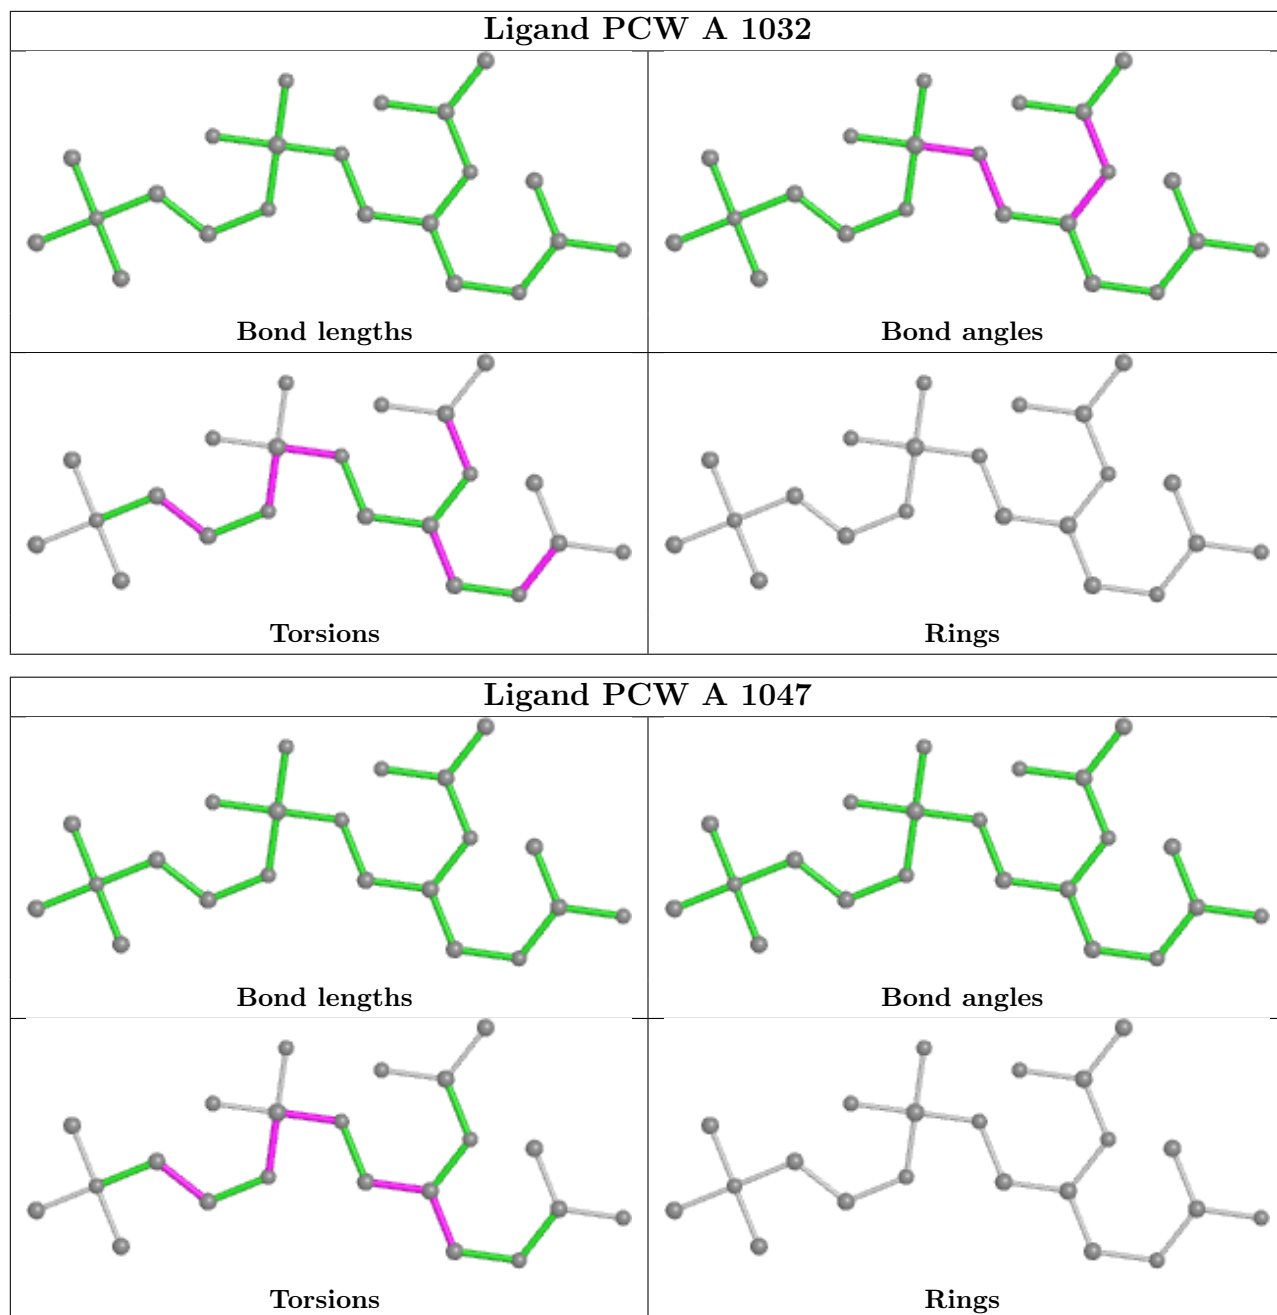 Ligand PCW A 1032
Bond lengths Bond angles
Torsions Rings
Ligand PCW A 1047
Bond lengths Bond angles
Torsions Rings